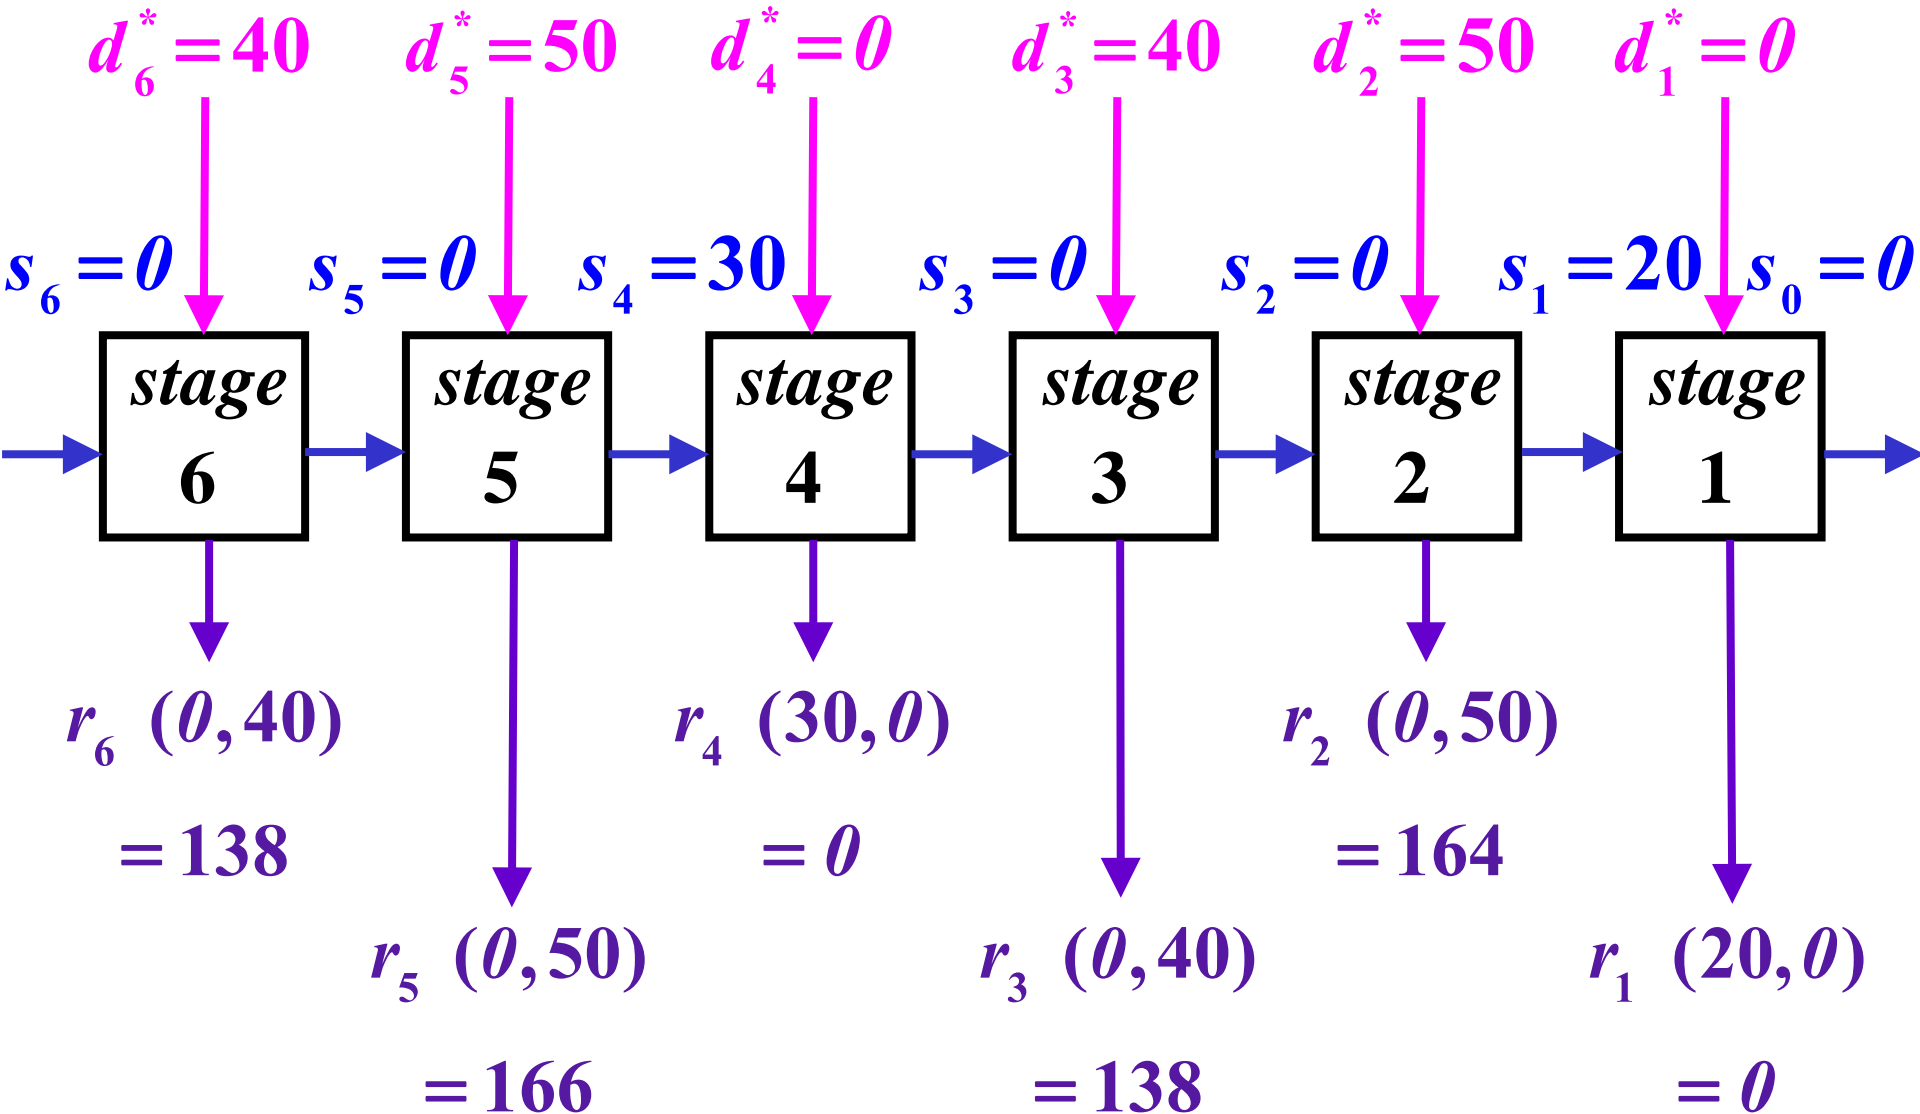 d*6 = 40 d*5 = 50 d*4 = 0 d*3 = 40 d*2 = 50 d*1 = 0
s6 = 0 s5 = 0 s4 = 30 s3 = 0 s2 = 0 s1 = 20 s0 = 0
stage stage stage stage stage stage
6 5 4 3 2 1
r6 (0,40) r4 (30,0) r2 (0,50)
= 138 = 0 = 164
r5 (0,50) r3 (0,40) r1 (20,0)
= 166 = 138 = 0